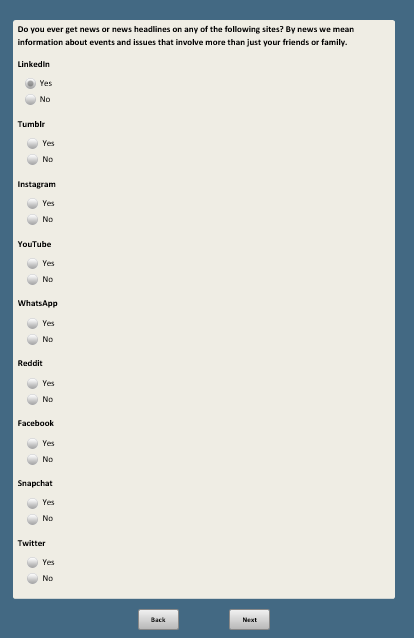 Do you ever get news or news headlines on any of the following sites? By news we mean
information about events and issues that involve more than just your friends or family.
LinkedIn
Yes
No
Tumblr
Yes
No
Instagram
Yes
No
YouTube
Yes
No
WhatsApp
Yes
No
Reddit
Yes
No
Facebook
Yes
No
Snapchat
Yes
No
Twitter
Yes
No
Back Next